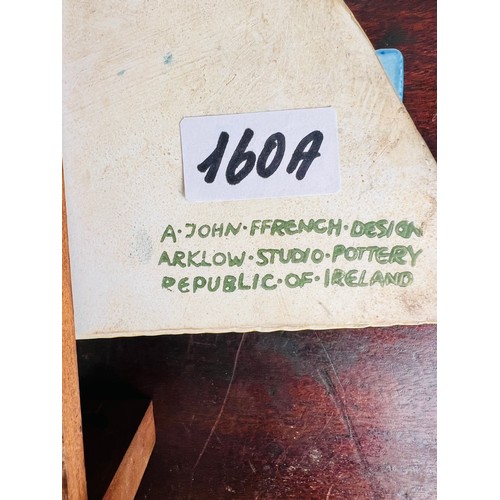 160A
A·JOHN·FFRENCH·DESIGN
ARKLOW·STUDIO·POTTERY
REPUBLIC·OF·IRELAND